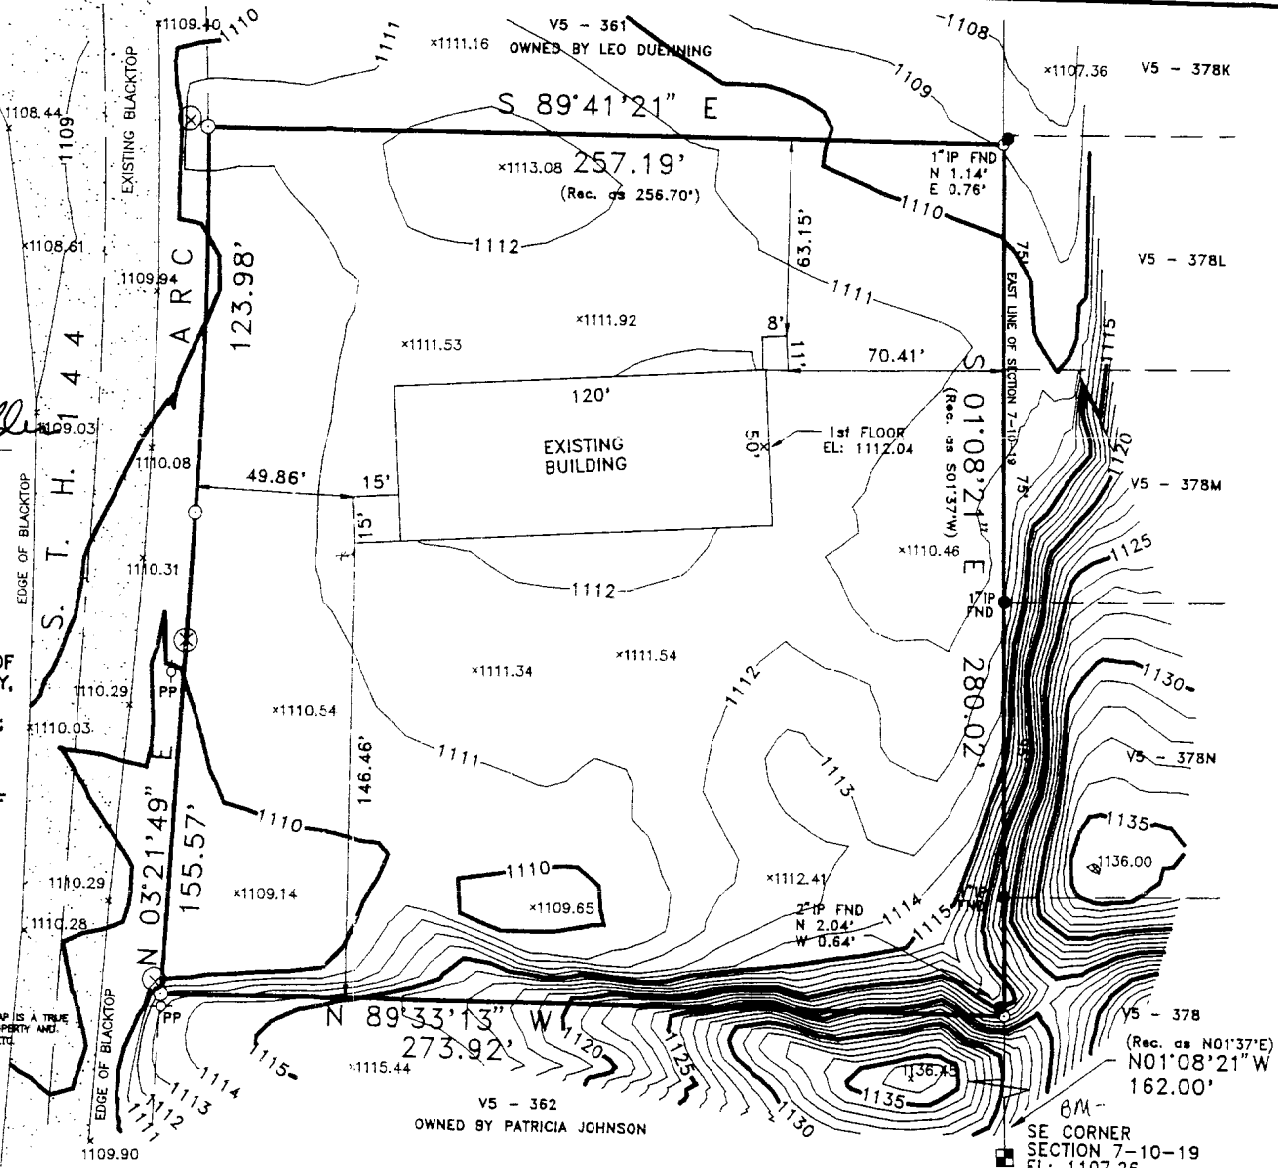 1109.40
1110
1111
×1111.16
V5 - 361
OWNED BY LEO DUEHNING
1108
1109
×1107.36
V5 - 378K
1108.44
1109
EXISTING BLACKTOP
S 89°41'21" E
257.19'
(Rec. as 256.70')
×1113.08
1"IP FND
N 1.14'
E 0.76'
1110
1112
63.15'
×1108.61
1109.94
A R C
123.98'
1111
75'
EAST LINE OF SECTION 7-10-19
V5 - 378L
×1111.92
×1111.53
8'
11'
70.41'
1115
120'
EXISTING
BUILDING
50'
1st FLOOR
EL: 1112.04
S 01°08'21" E
280.02'
(Rec. as S01°37'W)
1109.03
S. T. H. 144
1110.08
49.86'
15'
15'
75'
1120
V5 - 378M
EDGE OF BLACKTOP
1110.31
×1110.46
1125
1112
1"IP
FND
OF
Y,
×1111.34
×1111.54
1112
1130
PP
1110.29
×1110.03
×1110.54
1111
146.46'
1113
V5 - 378N
N 03°21'49" E
155.57'
1110
1135
1136.00
1110
×1109.14
×1109.65
×1112.41
1114
1115
1"IP
FND
2"IP FND
N 2.04'
W 0.64'
1110.29
1110.28
PP
AP IS A TRUE
N 89°33'13" W
273.92'
V5 - 378
(Rec. as N01°37'E)
N01°08'21"W
162.00'
EDGE OF BLACKTOP
1115
1114
1113
1112
1111
1115.44
1120
1125
1130
1135
1136.45
V5 - 362
OWNED BY PATRICIA JOHNSON
BM-
SE CORNER
SECTION 7-10-19
1109.90